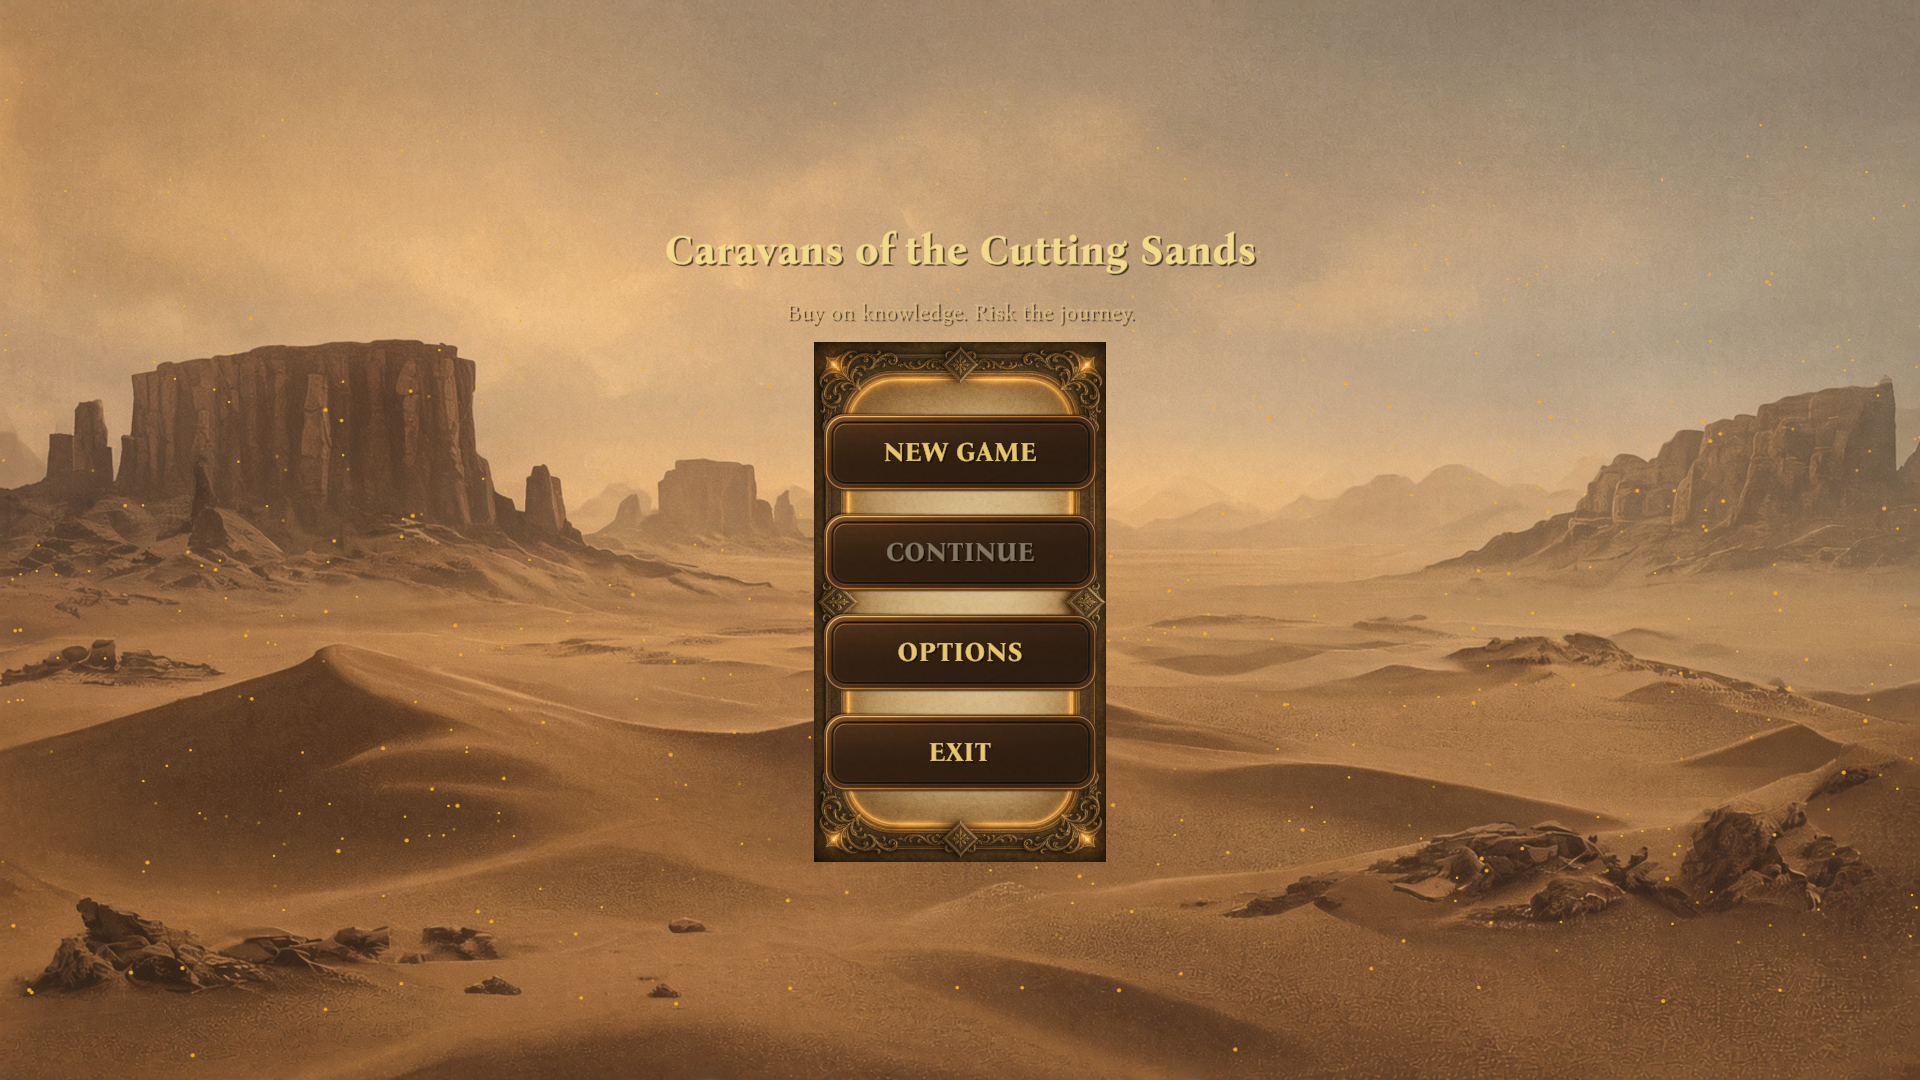 Caravans of the Cutting Sands
Buy on knowledge. Risk the journey.
NEW GAME
CONTINUE
OPTIONS
EXIT